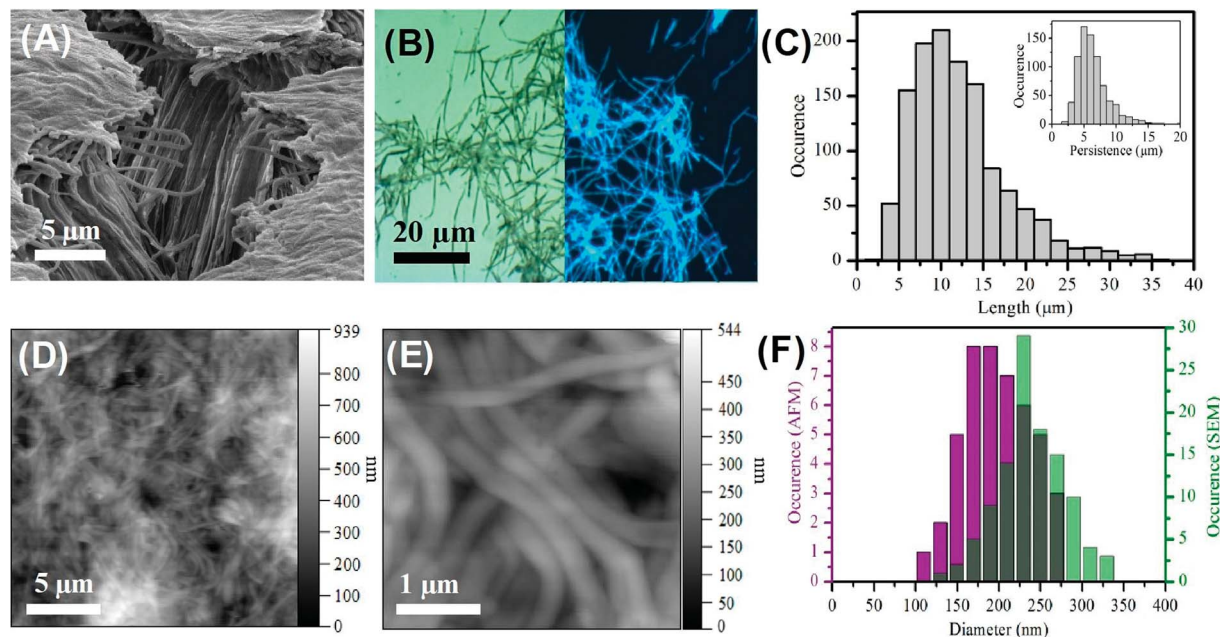 (A)
5 µm
(B)
20 µm
(C)
Occurence
200
150
100
50
0
0 5 10 15 20 25 30 35 40
Length (µm)
Occurence
150
100
50
0
0 10 20
Persistence (µm)
(D)
5 µm
939
800
700
600
500
400
300
200
100
0
nm
(E)
1 µm
544
450
400
350
300
250
200
150
100
50
0
nm
(F)
Occurence (AFM)
8
7
6
5
4
3
2
1
0
0 50 100 150 200 250 300 350 400
Diameter (nm)
30
25
20
15
10
5
0
Occurence (SEM)